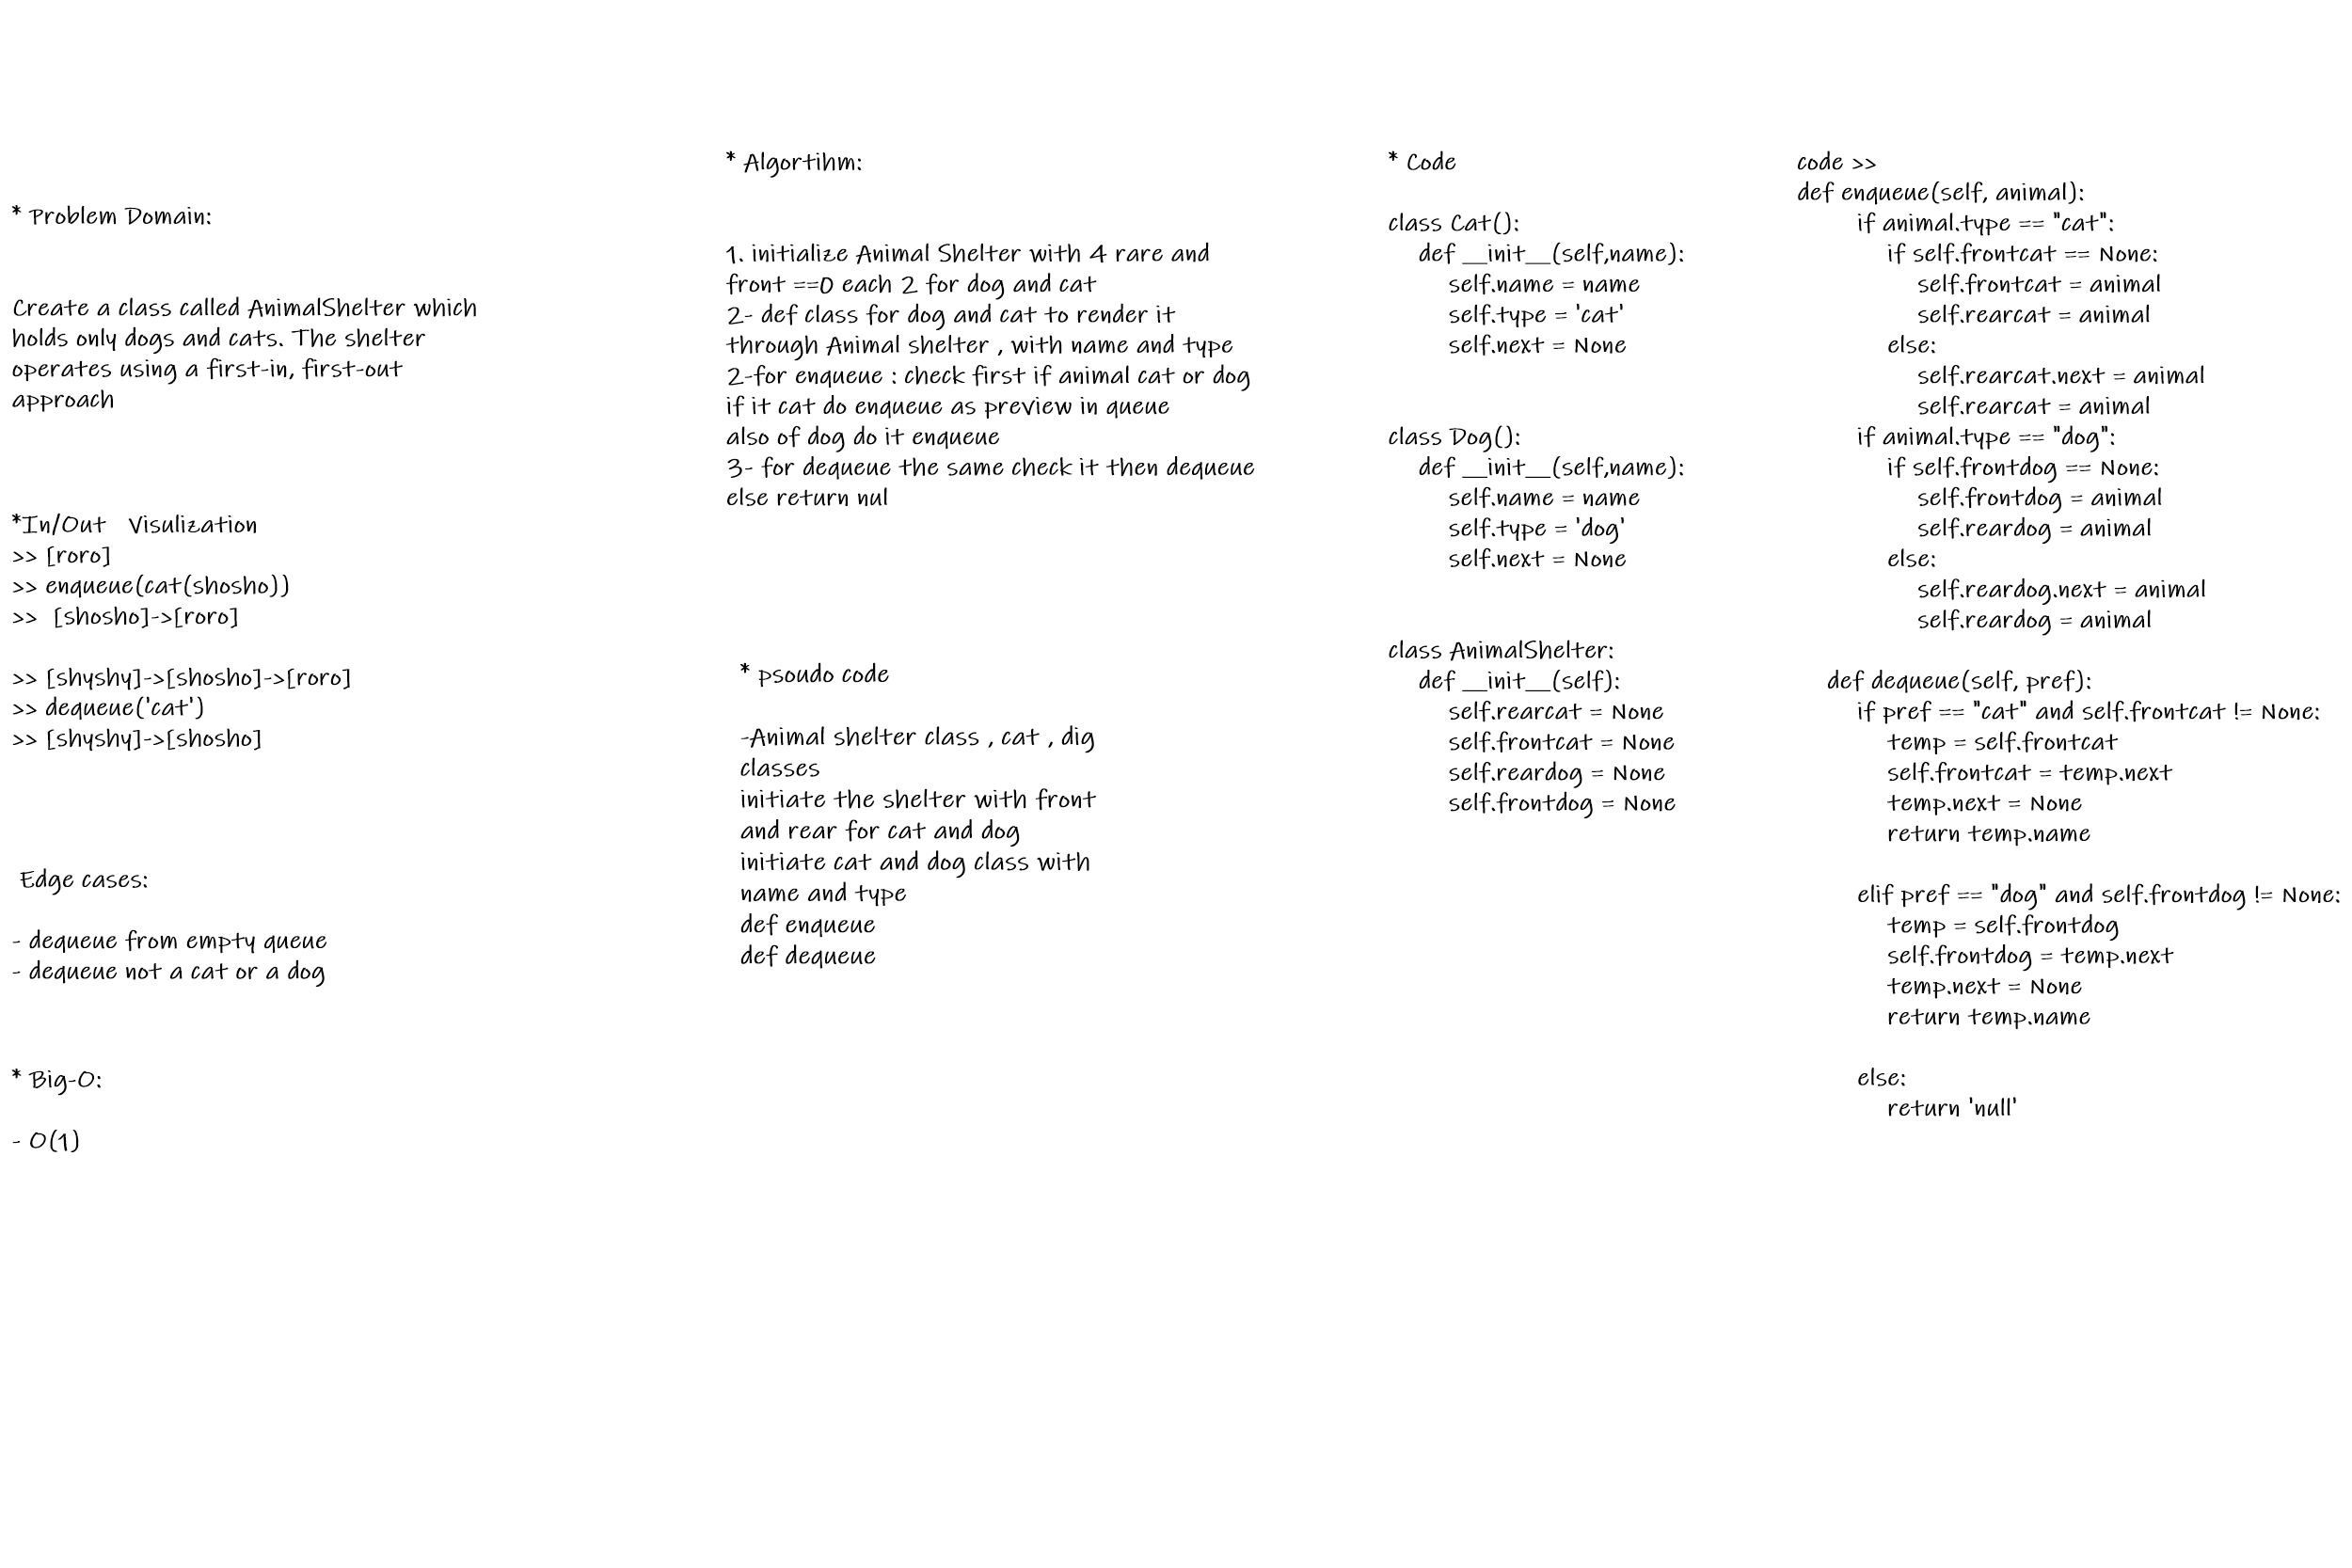 * Problem Domain:
Create a class called AnimalShelter which
holds only dogs and cats. The shelter
operates using a first-in, first-out
approach
*In/Out   Visulization
>> [roro]
>> enqueue(cat(shosho))
>>  [shosho]->[roro]
>> [shyshy]->[shosho]->[roro]
>> dequeue('cat')
>> [shyshy]->[shosho]
Edge cases:
- dequeue from empty queue
- dequeue not a cat or a dog
* Big-O:
- O(1)
* Algortihm:
1. initialize Animal Shelter with 4 rare and
front ==0 each 2 for dog and cat
2- def class for dog and cat to render it
through Animal shelter , with name and type
2-for enqueue : check first if animal cat or dog
if it cat do enqueue as preview in queue
also of dog do it enqueue
3- for dequeue the same check it then dequeue
else return nul
* psoudo code
-Animal shelter class , cat , dig
classes
initiate the shelter with front
and rear for cat and dog
initiate cat and dog class with
name and type
def enqueue
def dequeue
* Code
class Cat():
    def __init__(self,name):
        self.name = name
        self.type = 'cat'
        self.next = None
class Dog():
    def __init__(self,name):
        self.name = name
        self.type = 'dog'
        self.next = None
class AnimalShelter:
    def __init__(self):
        self.rearcat = None
        self.frontcat = None
        self.reardog = None
        self.frontdog = None
code >>
def enqueue(self, animal):
        if animal.type == "cat":
            if self.frontcat == None:
                self.frontcat = animal
                self.rearcat = animal
            else:
                self.rearcat.next = animal
                self.rearcat = animal
        if animal.type == "dog":
            if self.frontdog == None:
                self.frontdog = animal
                self.reardog = animal
            else:
                self.reardog.next = animal
                self.reardog = animal
    def dequeue(self, pref):
        if pref == "cat" and self.frontcat != None:
            temp = self.frontcat
            self.frontcat = temp.next
            temp.next = None
            return temp.name
        elif pref == "dog" and self.frontdog != None:
            temp = self.frontdog
            self.frontdog = temp.next
            temp.next = None
            return temp.name
        else:
            return 'null'